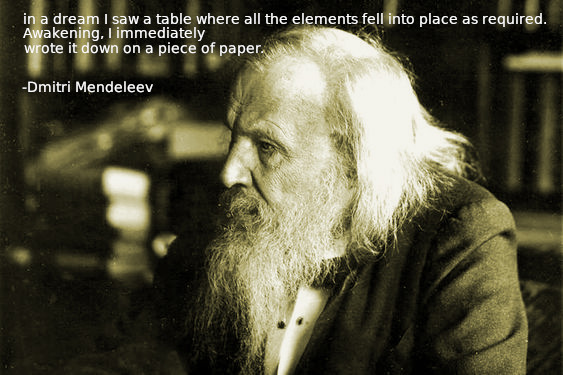 in a dream I saw a table where all the elements fell into place as required.
Awakening, I immediately
wrote it down on a piece of paper.
-Dmitri Mendeleev